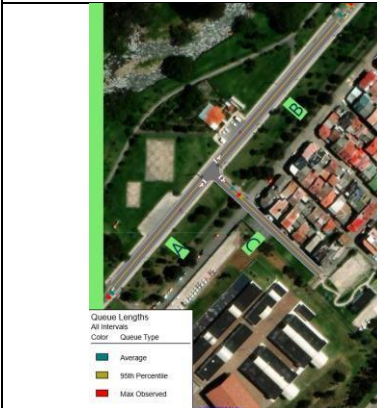 B
A
C
Queue Lengths
All Intervals
Color Queue Type
Average
95th Percentile
Max Observed